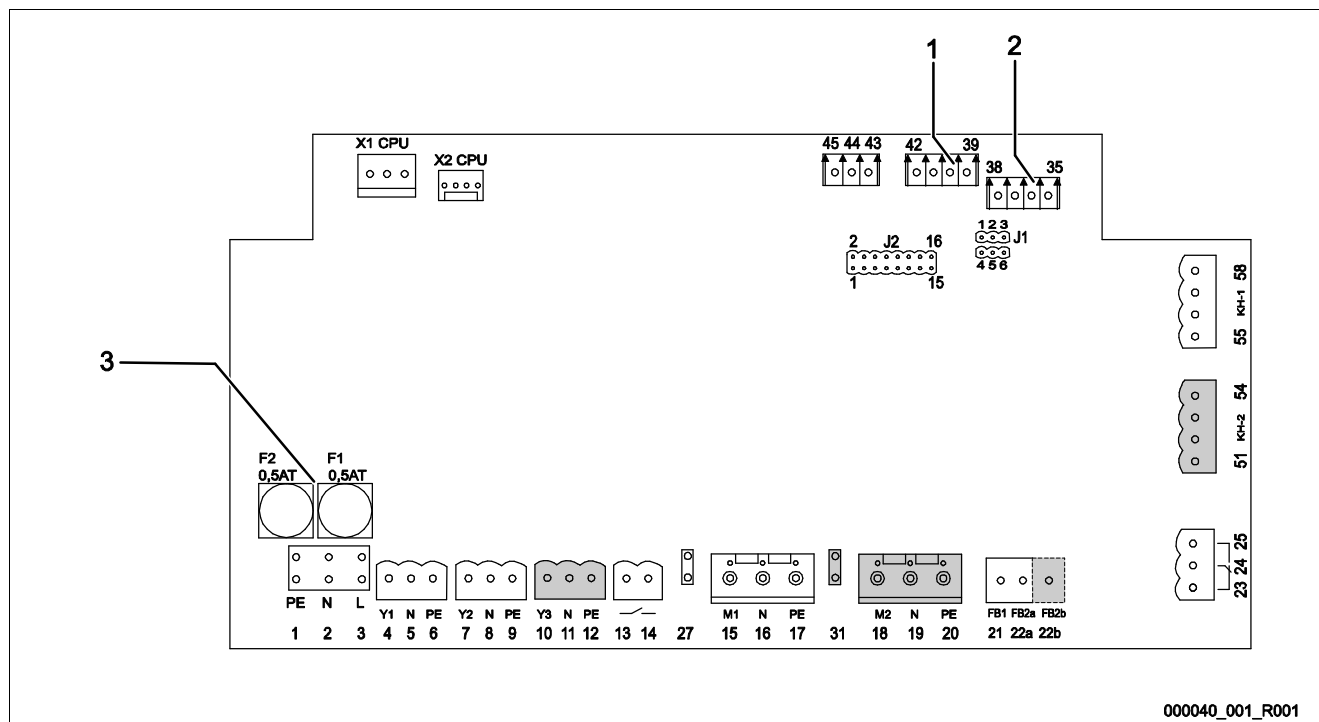 1 2
X1 CPU
X2 CPU
45 44 43
42 39
38 35
1 2 3
J1
4 5 6
2 J2 16
1 15
58
KH-1
55
54
KH-2
51
3
F2 F1
0,5AT 0,5AT
25
24
23
PE N L
Y1 N PE Y2 N PE Y3 N PE M1 N PE M2 N PE FB1 FB2a FB2b
1 2 3 4 5 6 7 8 9 10 11 12 13 14 27 15 16 17 31 18 19 20 21 22a 22b
000040_001_R001